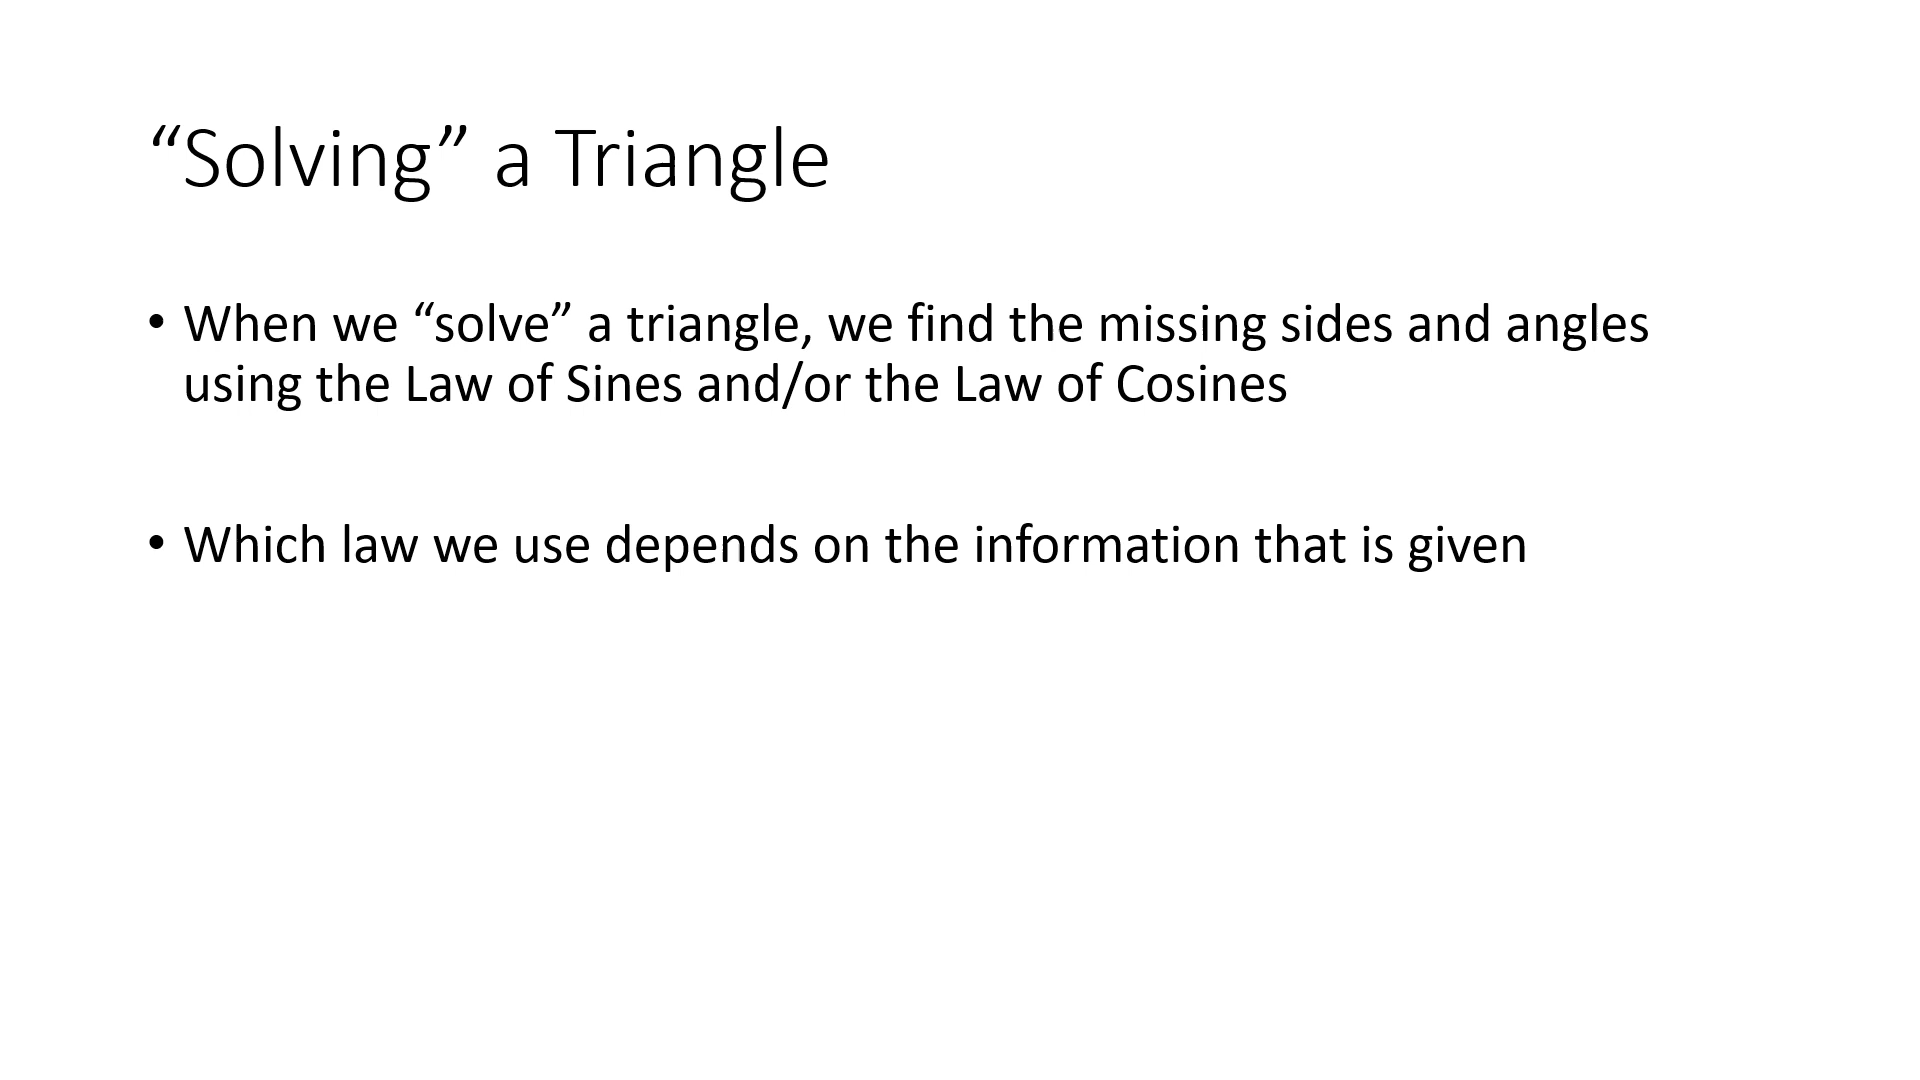 “Solving” a Triangle
• When we “solve” a triangle, we find the missing sides and angles
using the Law of Sines and/or the Law of Cosines
• Which law we use depends on the information that is given